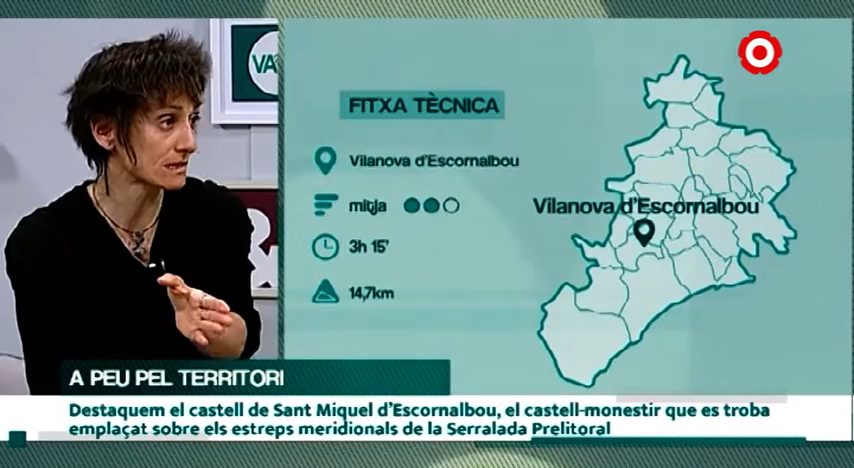 VA
FITXA TÈCNICA
Vilanova d'Escornalbou
mitja
3h 15'
14,7km
Vilanova d'Escornalbou
R
A PEU PEL TERRITORI
Destaquem el castell de Sant Miquel d'Escornalbou, el castell-monestir que es troba
emplaçat sobre els estreps meridionals de la Serralada Prelitoral